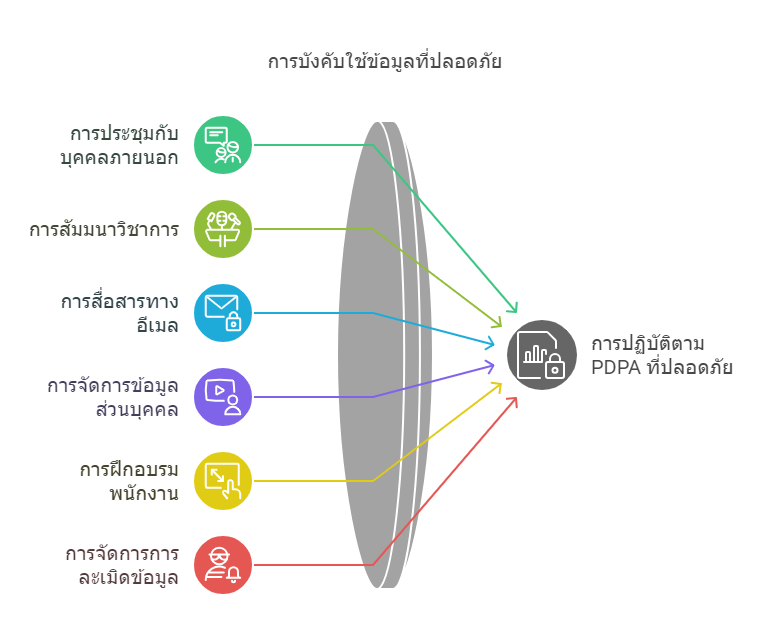 การบังคับใช้ข้อมูลที่ปลอดภัย
การประชุมกับ
บุคคลภายนอก
การสัมมนาวิชาการ
การสื่อสารทาง
อีเมล
การจัดการข้อมูล
ส่วนบุคคล
การฝึกอบรม
พนักงาน
การจัดการการ
ละเมิดข้อมูล
การปฏิบัติตาม
PDPA ที่ปลอดภัย